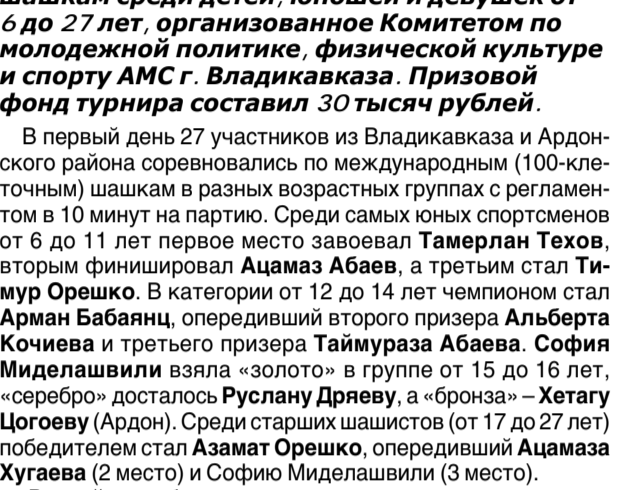 шашкам среди детей, юношей и девушек от
6 до 27 лет, организованное Комитетом по
молодежной политике, физической культуре
и спорту АМС г. Владикавказа. Призовой
фонд турнира составил 30 тысяч рублей.
В первый день 27 участников из Владикавказа и Ардон-
ского района соревновались по международным (100-кле-
точным) шашкам в разных возрастных группах с регламен-
том в 10 минут на партию. Среди самых юных спортсменов
от 6 до 11 лет первое место завоевал Тамерлан Техов,
вторым финишировал Ацамаз Абаев, а третьим стал Ти-
мур Орешко. В категории от 12 до 14 лет чемпионом стал
Арман Бабаянц, опередивший второго призера Альберта
Кочиева и третьего призера Таймураза Абаева. София
Миделашвили взяла «золото» в группе от 15 до 16 лет,
«серебро» досталось Руслану Дряеву, а «бронза» – Хетагу
Цогоеву (Ардон). Среди старших шашистов (от 17 до 27 лет)
победителем стал Азамат Орешко, опередивший Ацамаза
Хугаева (2 место) и Софию Миделашвили (3 место).